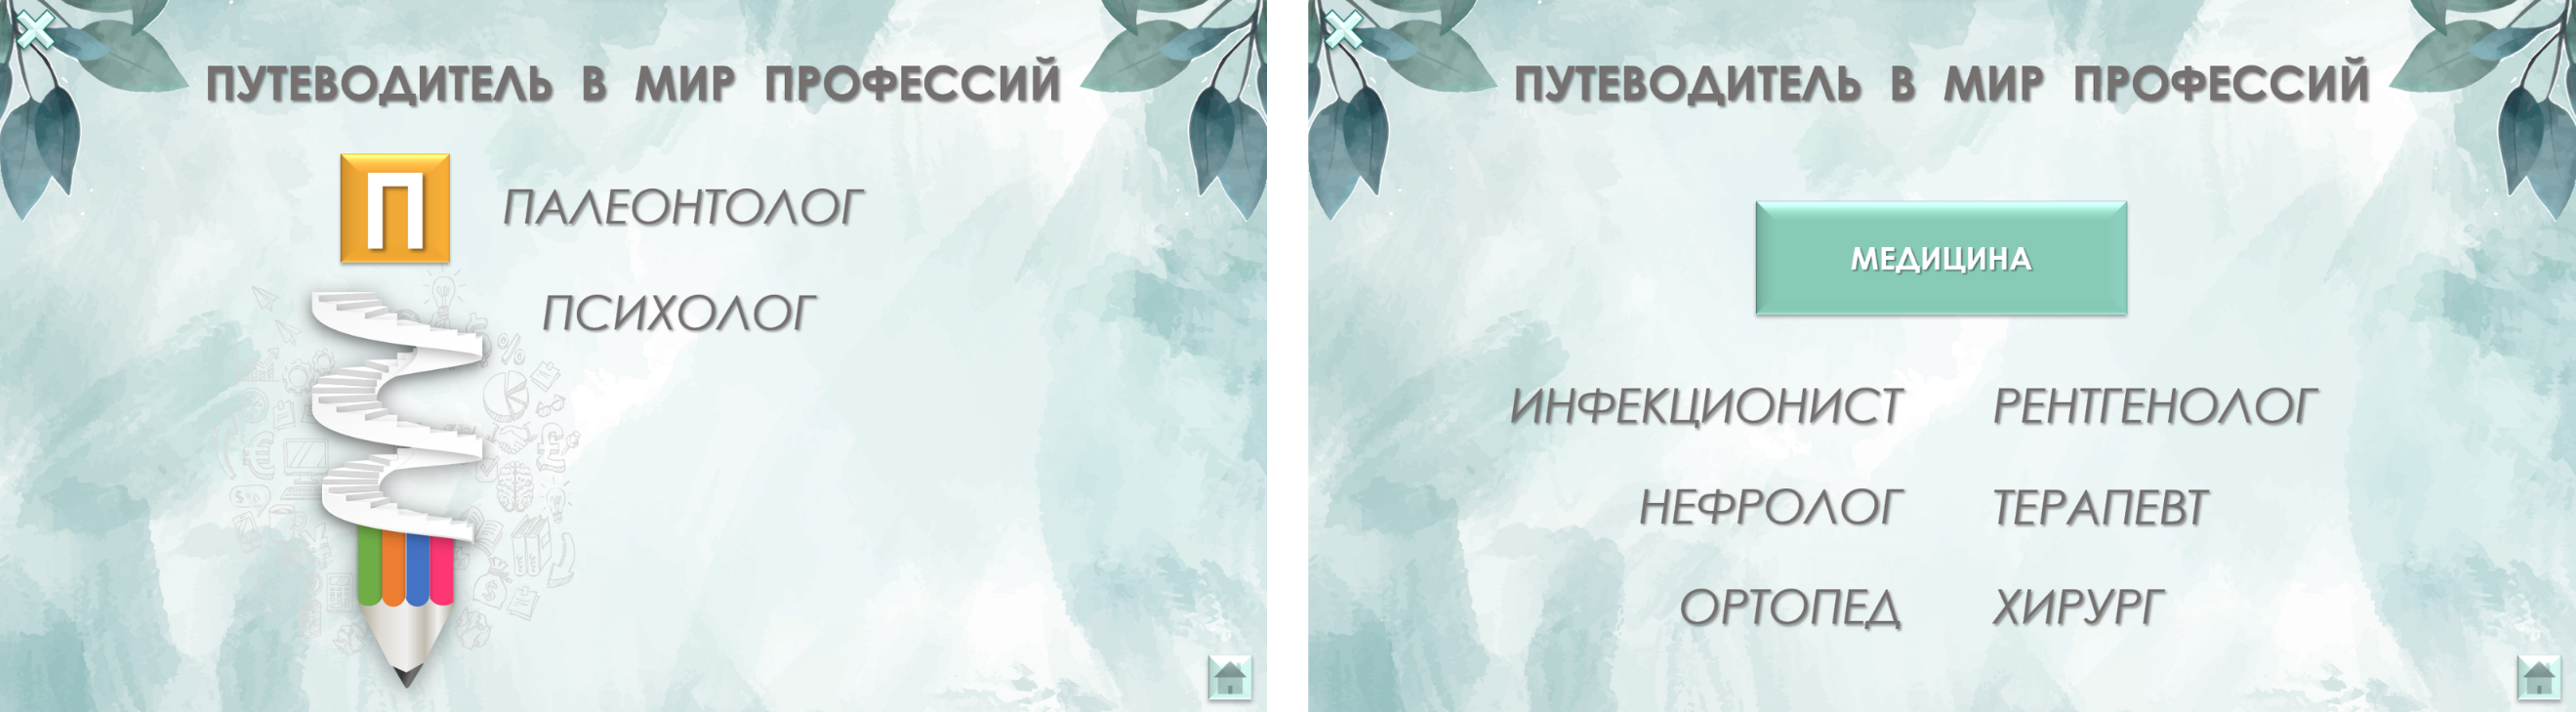 ПУТЕВОДИТЕЛЬ В МИР ПРОФЕССИЙ
П
ПАЛЕОНТОЛОГ
ПСИХОЛОГ
ПУТЕВОДИТЕЛЬ В МИР ПРОФЕССИЙ
МЕДИЦИНА
ИНФЕКЦИОНИСТ РЕНТГЕНОЛОГ
НЕФРОЛОГ ТЕРАПЕВТ
ОРТОПЕД ХИРУРГ